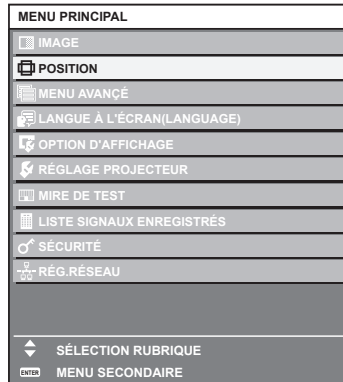 MENU PRINCIPAL
IMAGE
POSITION
MENU AVANÇÉ
LANGUE À L'ÉCRAN(LANGUAGE)
OPTION D'AFFICHAGE
RÉGLAGE PROJECTEUR
MIRE DE TEST
LISTE SIGNAUX ENREGISTRÉS
SÉCURITÉ
RÉG.RÉSEAU
SÉLECTION RUBRIQUE
ENTER MENU SECONDAIRE